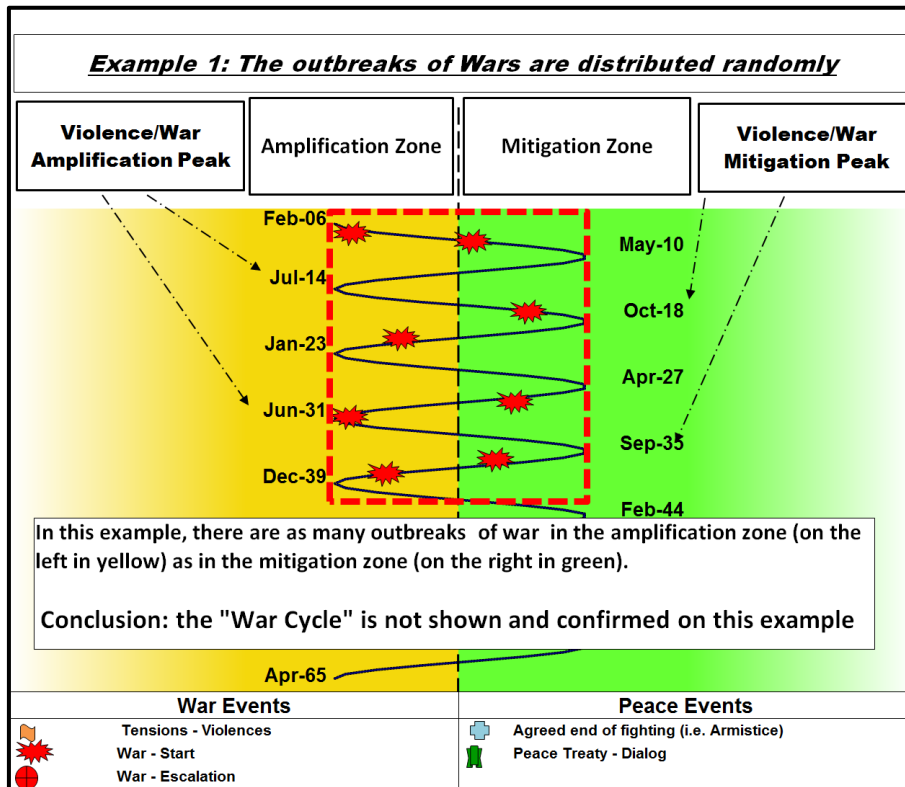 Example 1: The outbreaks of Wars are distributed randomly
Violence/War
Amplification Peak
Amplification Zone
Mitigation Zone
Violence/War
Mitigation Peak
Feb-06
May-10
Jul-14
Oct-18
Jan-23
Apr-27
Jun-31
Sep-35
Dec-39
Feb-44
In this example, there are as many outbreaks of war in the amplification zone (on the
left in yellow) as in the mitigation zone (on the right in green).
Conclusion: the "War Cycle" is not shown and confirmed on this example
Apr-65
War Events
Peace Events
Tensions - Violences
Agreed end of fighting (i.e. Armistice)
War - Start
Peace Treaty - Dialog
War - Escalation